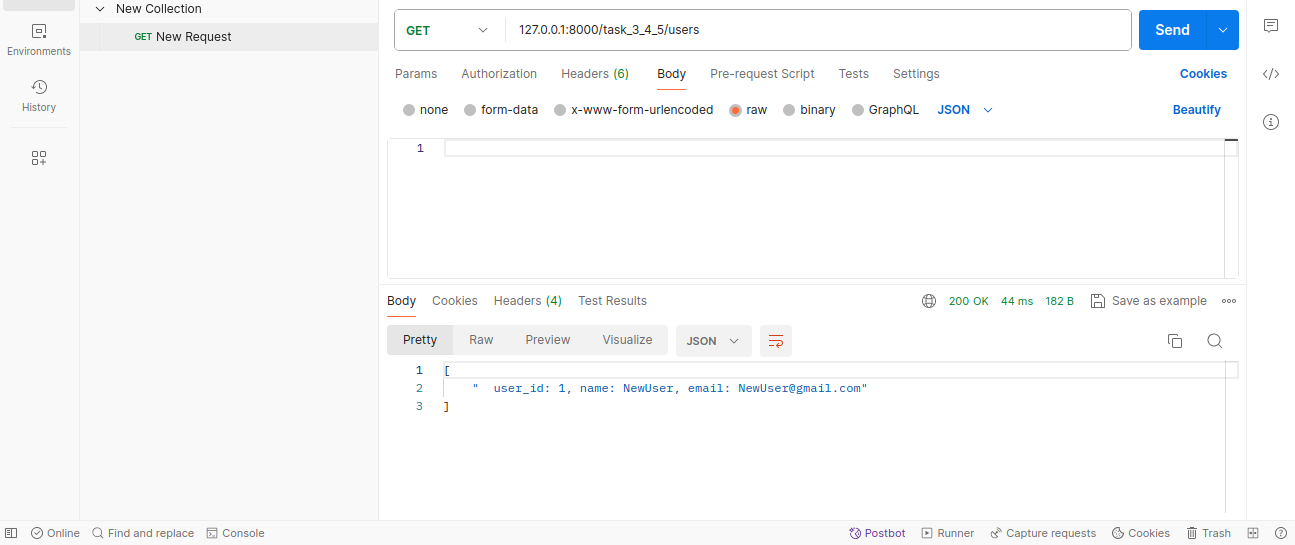 New Collection
GET New Request
Environments
History
GET 127.0.0.1:8000/task_3_4_5/users Send
Params Authorization Headers (6) Body Pre-request Script Tests Settings Cookies
none form-data x-www-form-urlencoded raw binary GraphQL JSON Beautify
1
Body Cookies Headers (4) Test Results 200 OK 44 ms 182 B Save as example
Pretty Raw Preview Visualize JSON
1 [
2 "  user_id: 1, name: NewUser, email: NewUser@gmail.com"
3 ]
Online Find and replace Console Postbot Runner Capture requests Cookies Trash